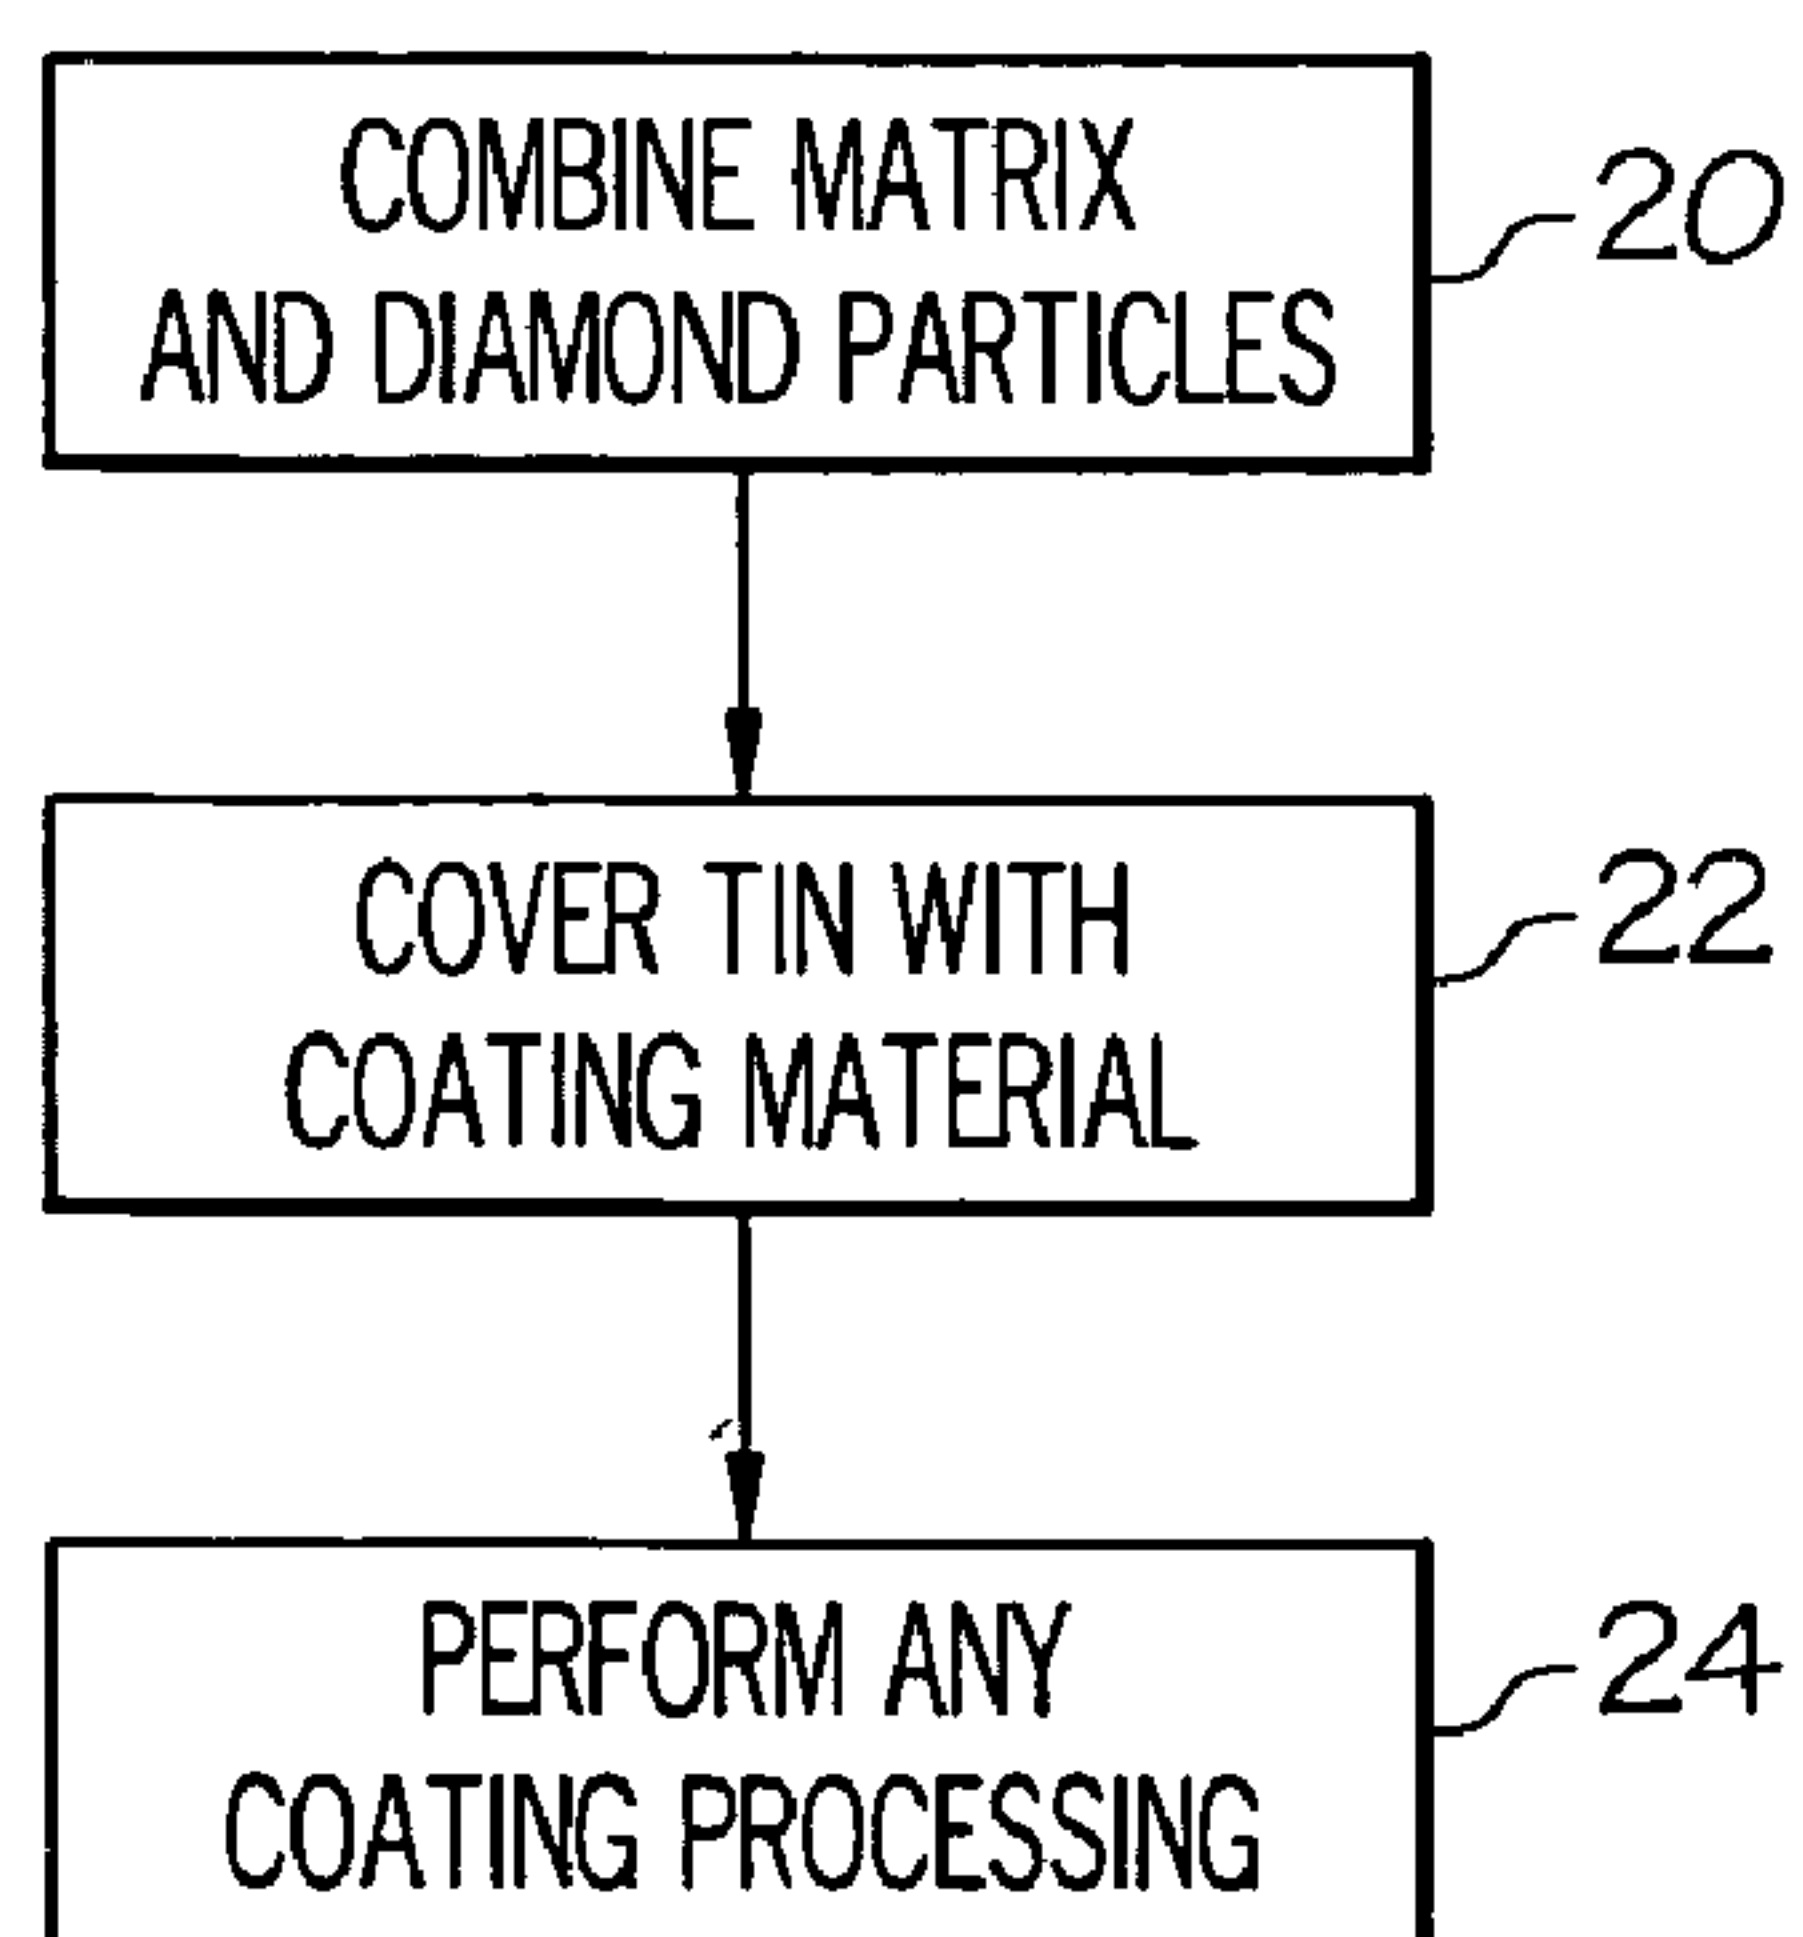 COMBINE MATRIX
AND DIAMOND PARTICLES
20
COVER TIN WITH
COATING MATERIAL
22
PERFORM ANY
COATING PROCESSING
24